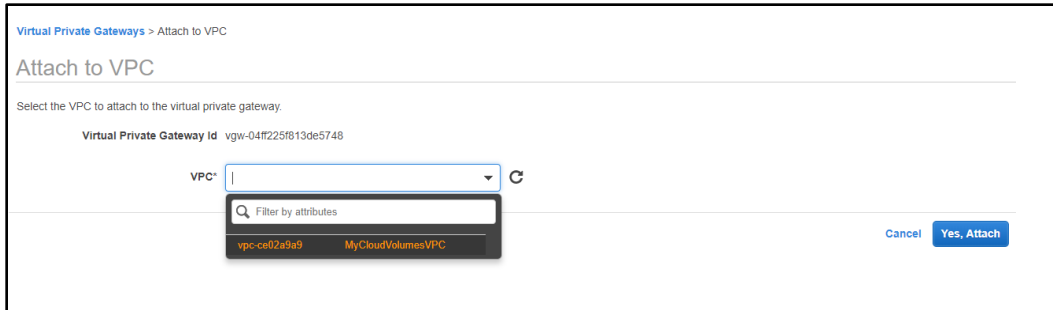 Virtual Private Gateways > Attach to VPC
Attach to VPC
Select the VPC to attach to the virtual private gateway.
Virtual Private Gateway Id vgw-04ff225f813de5748
VPC*
Filter by attributes
vpc-ce02a9a9 MyCloudVolumesVPC
Cancel Yes, Attach